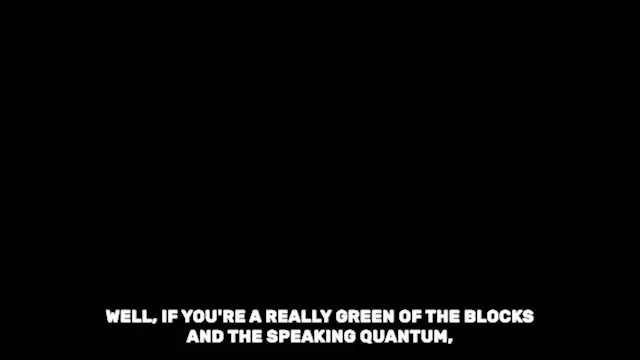 WELL, IF YOU'RE A REALLY GREEN OF THE BLOCKS
AND THE SPEAKING QUANTUM,